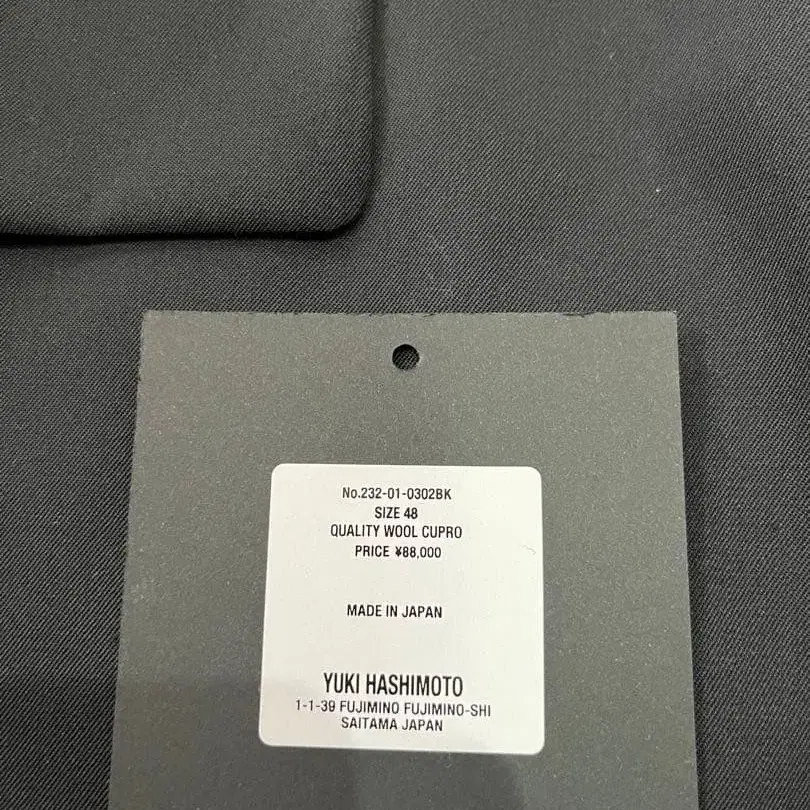 No.232-01-0302BK
SIZE 48
QUALITY WOOL CUPRO
PRICE ¥88,000
MADE IN JAPAN
YUKI HASHIMOTO
1-1-39 FUJIMINO FUJIMINO-SHI
SAITAMA JAPAN